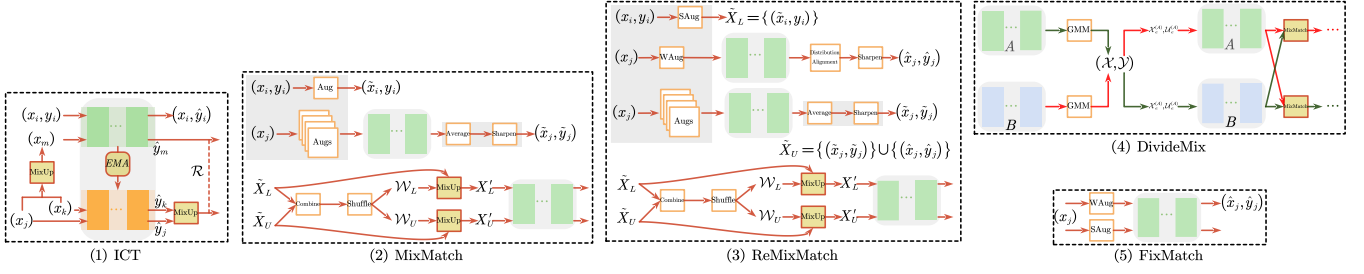 (x_i, y_i)
(x_i, ŷ_i)
(x_m)
ŷ_m
MixUp
EMA
R
(x_k)
ŷ_k
MixUp
(x_j)
ŷ_j
(1) ICT
(x_i, y_i)
Aug
(x̃_i, y_i)
(x_j)
Augs
Average
Sharpen
(x̃_j, ỹ_j)
X̃_L
W_L
MixUp
X'_L
Combine
Shuffle
X̃_U
W_U
MixUp
X'_U
(2) MixMatch
(x_i, y_i)
SAug
X̃_L = {(x̃_i, y_i)}
(x_j)
WAug
Distribution
Alignment
Sharpen
(x̂_j, ŷ_j)
(x_j)
Augs
Average
Sharpen
(x̃_j, ỹ_j)
X̃_U = {(x̃_j, ỹ_j)} ∪ {(x̂_j, ŷ_j)}
X̃_L
W_L
MixUp
X'_L
Combine
Shuffle
X̃_U
W_U
MixUp
X'_U
(3) ReMixMatch
A
GMM
A
MixMatch
...
(X, Y)
B
GMM
B
MixMatch
...
(4) DivideMix
(x_j)
WAug
(x̂_j, ŷ_j)
SAug
(5) FixMatch